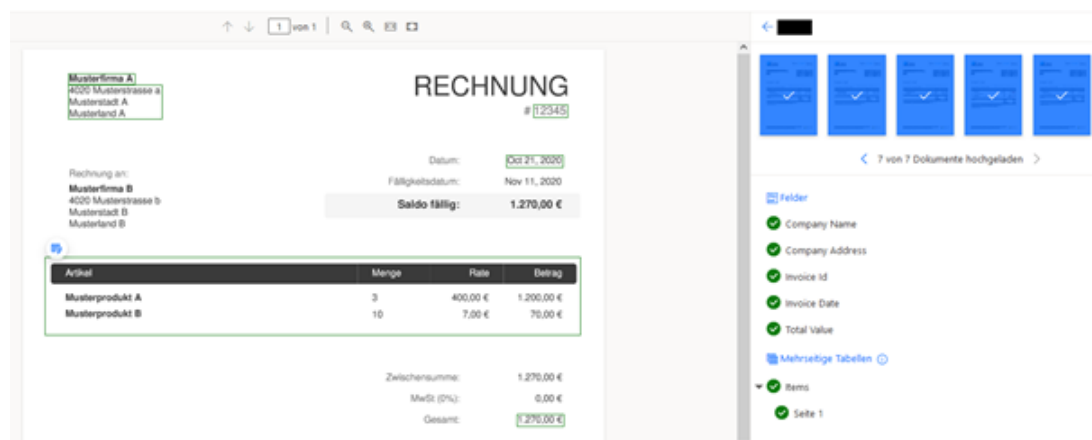 1 von 1
Musterfirma A
4020 Musterstrasse a
Musterstadt A
Musterland A
RECHNUNG
# 12345
Datum: Oct 21, 2020
Fälligkeitsdatum: Nov 11, 2020
Saldo fällig: 1.270,00 €
Rechnung an:
Musterfirma B
4020 Musterstrasse b
Musterstadt B
Musterland B
Artikel Menge Rate Betrag
Musterprodukt A 3 400,00 € 1.200,00 €
Musterprodukt B 10 7,00 € 70,00 €
Zwischensumme: 1.270,00 €
MwSt (0%): 0,00 €
Gesamt: 1.270,00 €
7 von 7 Dokumente hochgeladen
Felder
Company Name
Company Address
Invoice Id
Invoice Date
Total Value
Mehrseitige Tabellen
Items
Seite 1